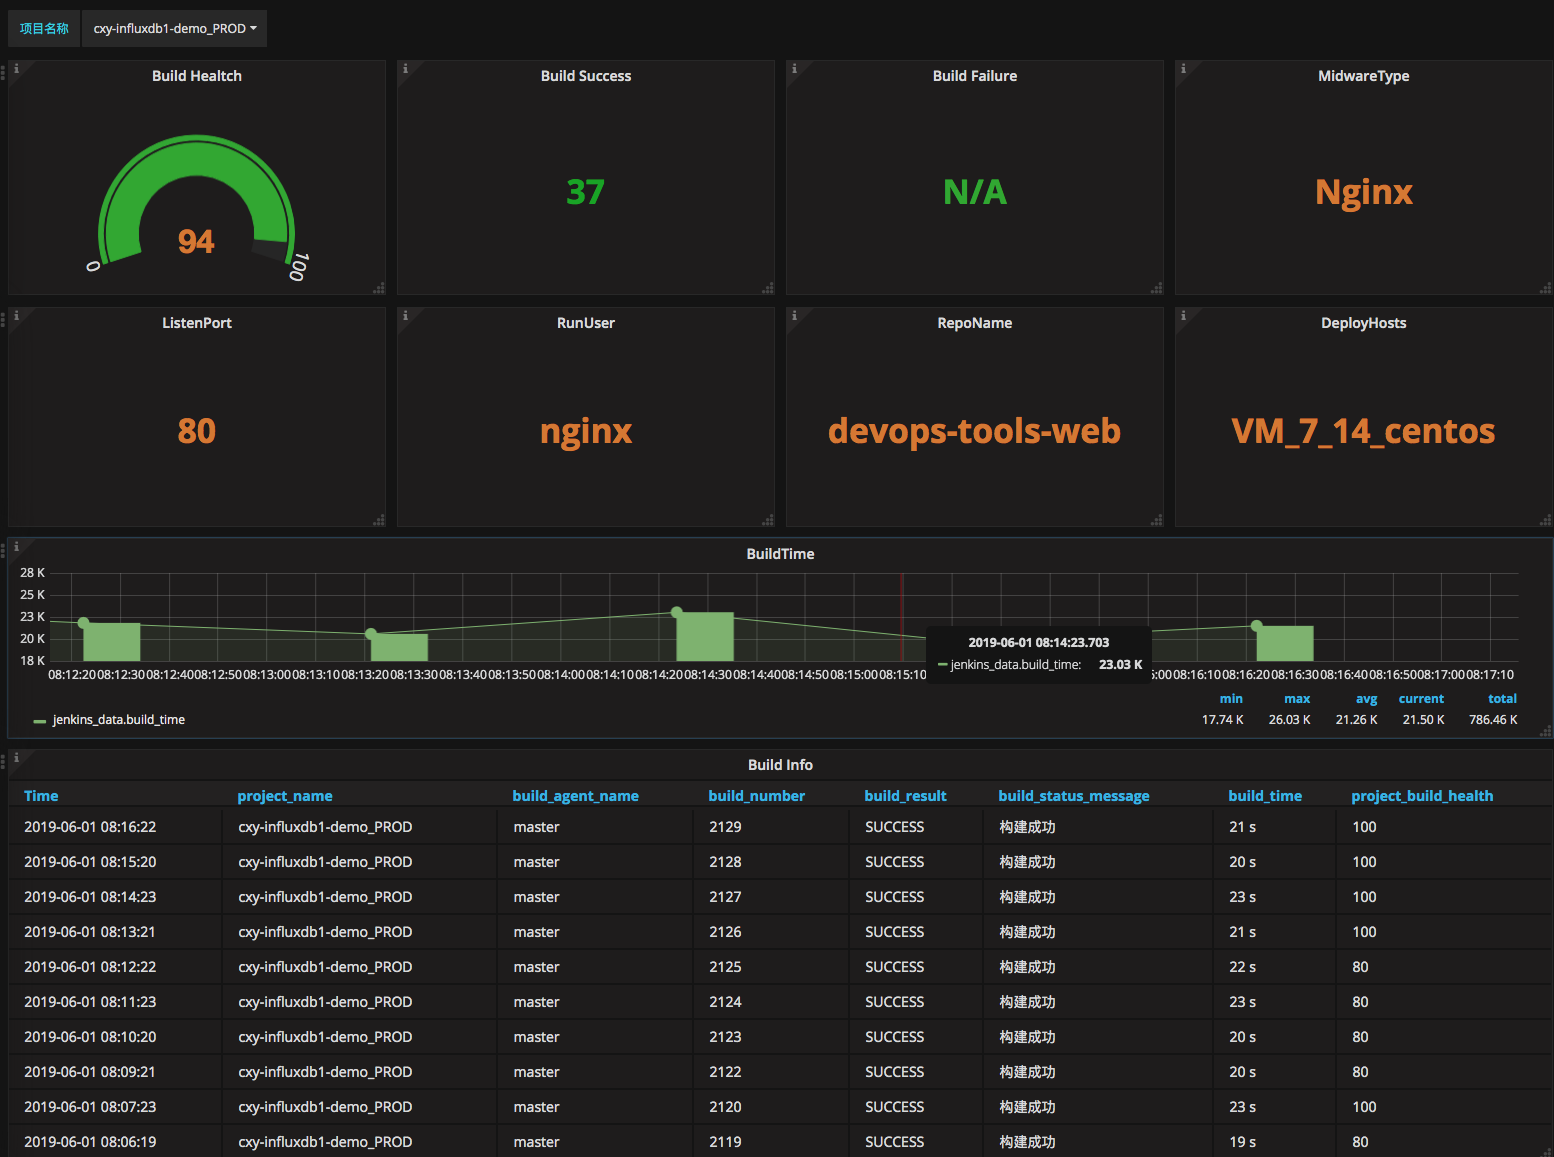 项目名称 cxy-influxdb1-demo_PROD
Build Healtch Build Success Build Failure MidwareType
94 0 100 37 N/A Nginx
ListenPort RunUser RepoName DeployHosts
80 nginx devops-tools-web VM_7_14_centos
BuildTime
28 K
25 K
23 K
20 K
18 K
2019-06-01 08:14:23.703
jenkins_data.build_time: 23.03 K
08:12:20 08:12:30 08:12:40 08:12:50 08:13:00 08:13:10 08:13:20 08:13:30 08:13:40 08:13:50 08:14:00 08:14:10 08:14:20 08:14:30 08:14:40 08:14:50 08:15:00 08:15:10 5:00 08:16:10 08:16:20 08:16:30 08:16:40 08:16:50 08:17:00 08:17:10
min max avg current total
jenkins_data.build_time 17.74 K 26.03 K 21.26 K 21.50 K 786.46 K
Build Info
Time project_name build_agent_name build_number build_result build_status_message build_time project_build_health
2019-06-01 08:16:22 cxy-influxdb1-demo_PROD master 2129 SUCCESS 构建成功 21 s 100
2019-06-01 08:15:20 cxy-influxdb1-demo_PROD master 2128 SUCCESS 构建成功 20 s 100
2019-06-01 08:14:23 cxy-influxdb1-demo_PROD master 2127 SUCCESS 构建成功 23 s 100
2019-06-01 08:13:21 cxy-influxdb1-demo_PROD master 2126 SUCCESS 构建成功 21 s 100
2019-06-01 08:12:22 cxy-influxdb1-demo_PROD master 2125 SUCCESS 构建成功 22 s 80
2019-06-01 08:11:23 cxy-influxdb1-demo_PROD master 2124 SUCCESS 构建成功 23 s 80
2019-06-01 08:10:20 cxy-influxdb1-demo_PROD master 2123 SUCCESS 构建成功 20 s 80
2019-06-01 08:09:21 cxy-influxdb1-demo_PROD master 2122 SUCCESS 构建成功 20 s 80
2019-06-01 08:07:23 cxy-influxdb1-demo_PROD master 2120 SUCCESS 构建成功 23 s 100
2019-06-01 08:06:19 cxy-influxdb1-demo_PROD master 2119 SUCCESS 构建成功 19 s 80